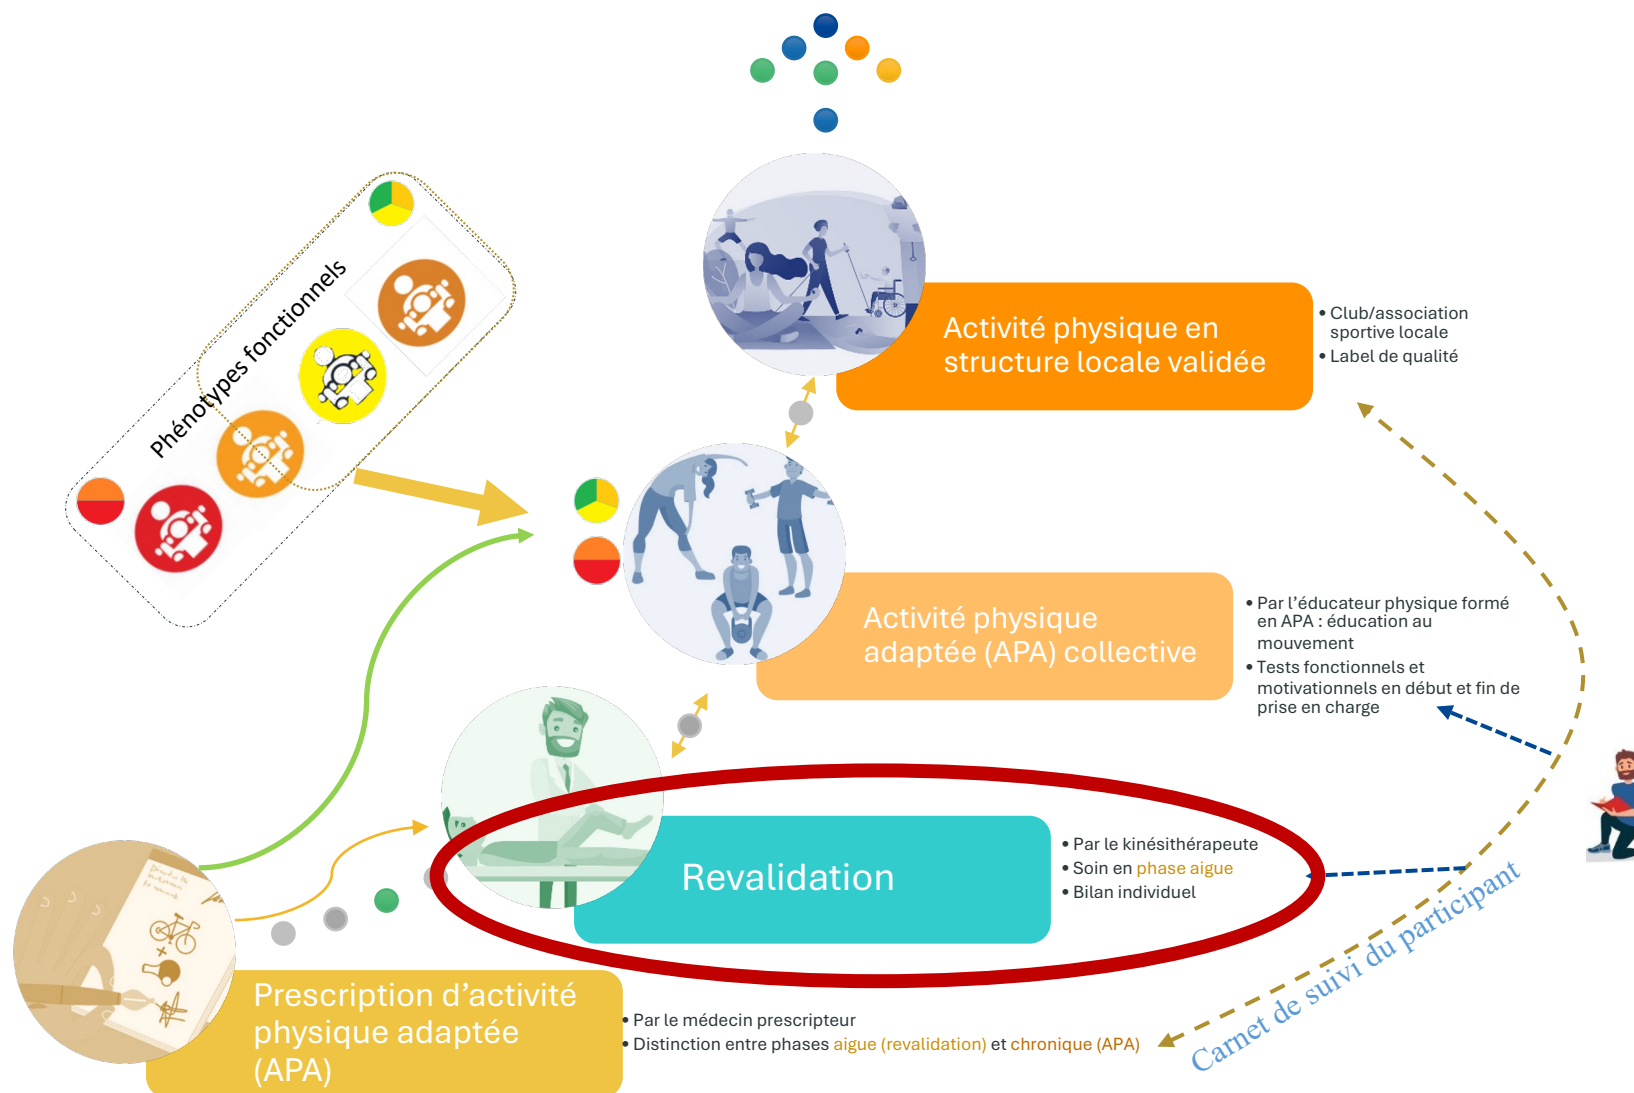 Phénotypes fonctionnels
Activité physique en
structure locale validée
• Club/association
sportive locale
• Label de qualité
Activité physique
adaptée (APA) collective
• Par l’éducateur physique formé
en APA : éducation au
mouvement
• Tests fonctionnels et
motivationnels en début et fin de
prise en charge
Revalidation
• Par le kinésithérapeute
• Soin en phase aigue
• Bilan individuel
Carnet de suivi du participant
Prescription d’activité
physique adaptée
(APA)
• Par le médecin prescripteur
• Distinction entre phases aigue (revalidation) et chronique (APA)